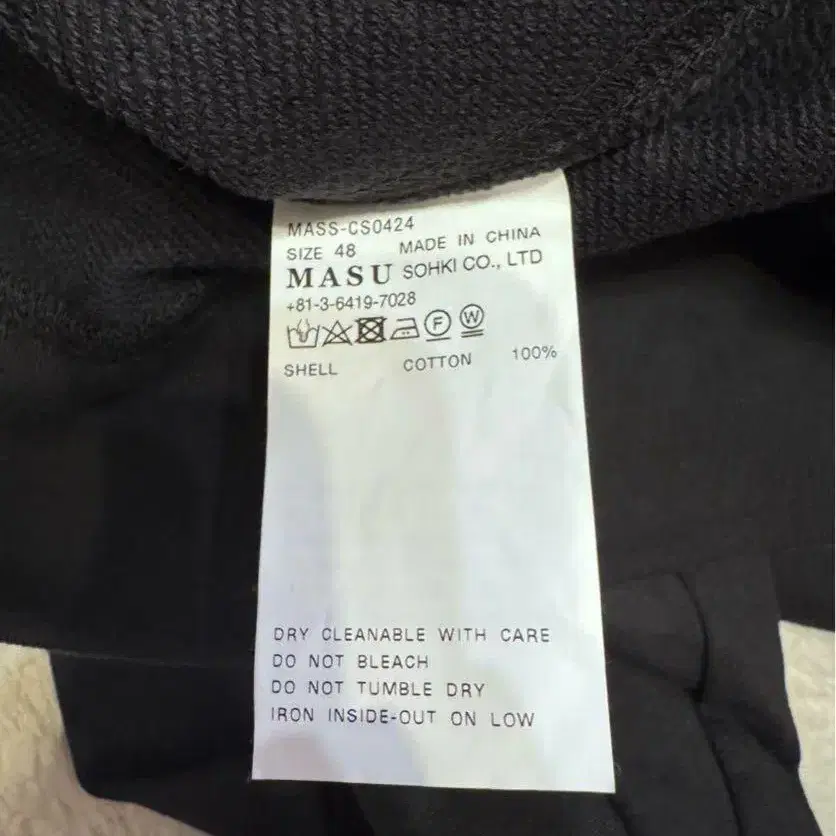 MASS-CS0424
SIZE 48 MADE IN CHINA
MASU SOHKI CO., LTD
+81-3-6419-7028
F W
SHELL COTTON 100%
DRY CLEANABLE WITH CARE
DO NOT BLEACH
DO NOT TUMBLE DRY
IRON INSIDE-OUT ON LOW